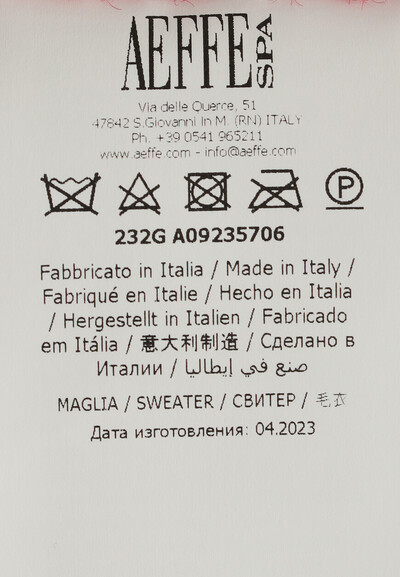 AEFFE SPA
Via delle Querce, 51
47842 S.Giovanni in M. (RN) ITALY
Ph. +39 0541 965211
www.aeffe.com - info@aeffe.com
P
232G A09235706
Fabbricato in Italia / Made in Italy /
Fabriqué en Italie / Hecho en Italia
/ Hergestellt in Italien / Fabricado
em Itália / 意大利制造 / Сделано в
Италии / صنع في إيطاليا
MAGLIA / SWEATER / СВИТЕР / 毛衣
Дата изготовления: 04.2023